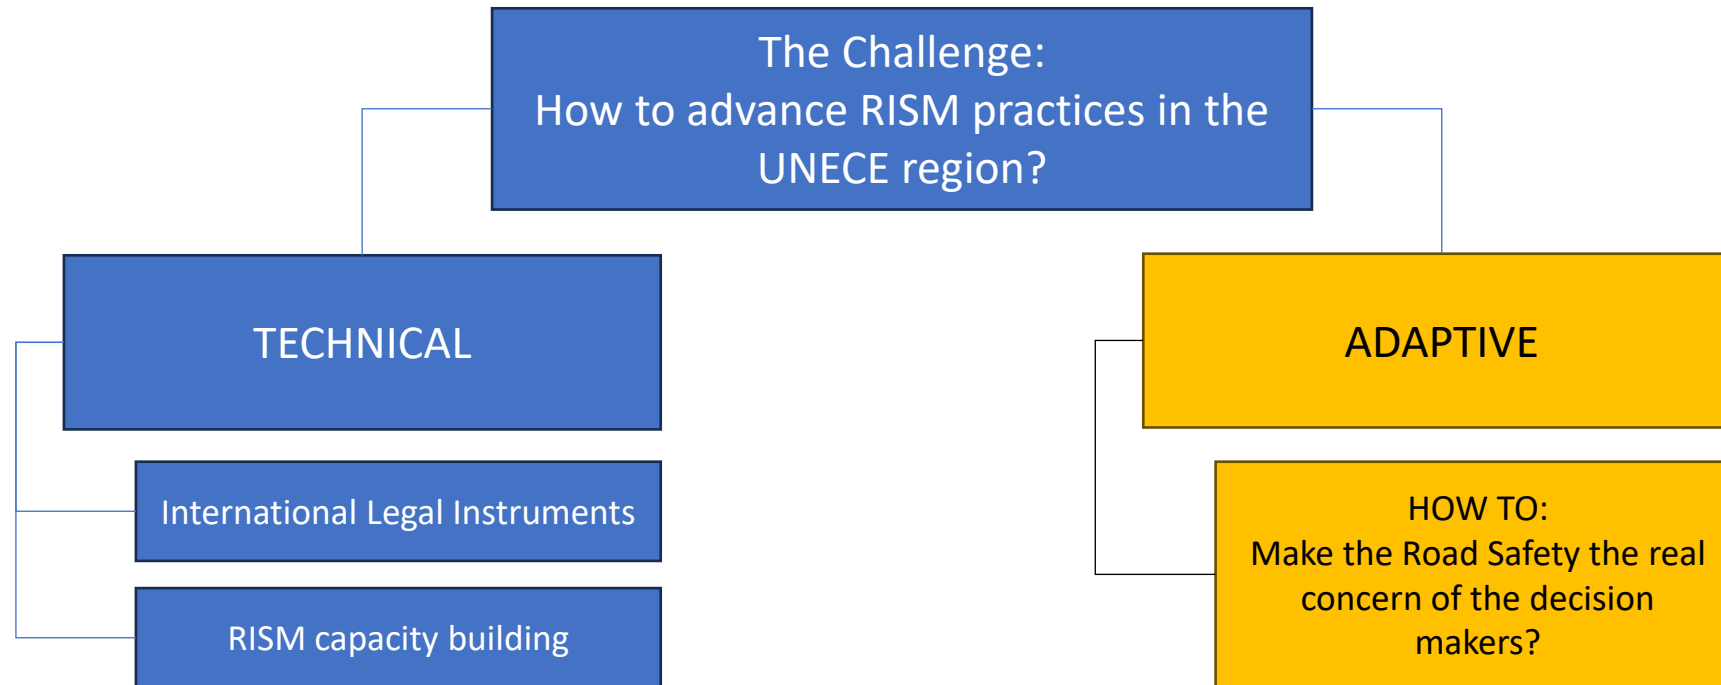 The Challenge:
How to advance RISM practices in the
UNECE region?
TECHNICAL
International Legal Instruments
RISM capacity building
ADAPTIVE
HOW TO:
Make the Road Safety the real
concern of the decision
makers?